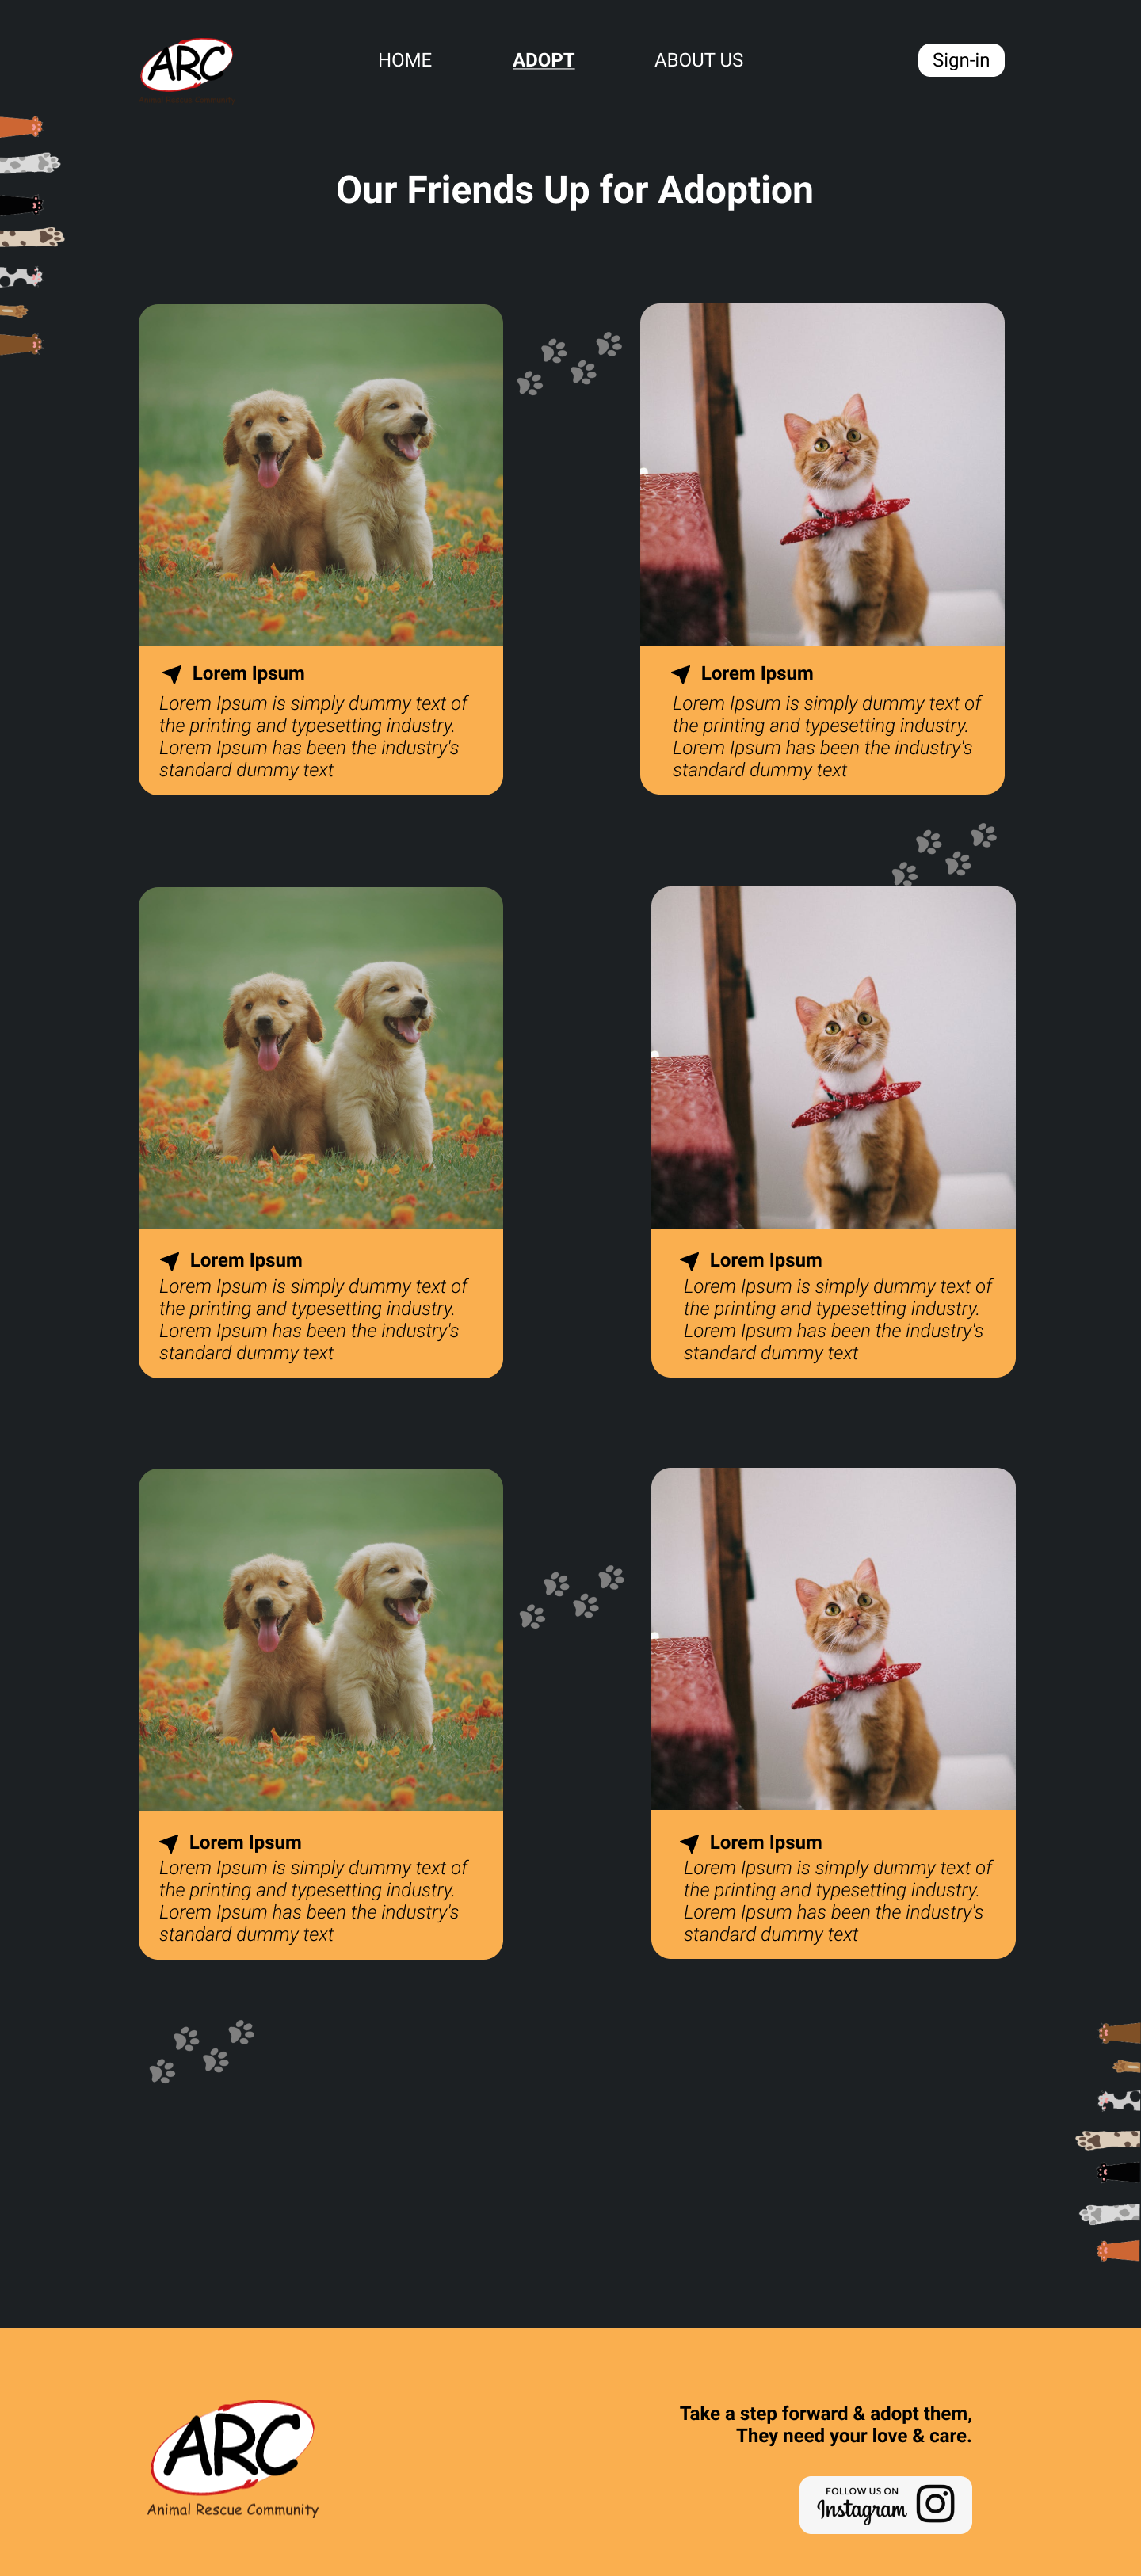 ARC
Animal Rescue Community
HOME
ADOPT
ABOUT US
Sign-in
Our Friends Up for Adoption
Lorem Ipsum
Lorem Ipsum is simply dummy text of
the printing and typesetting industry.
Lorem Ipsum has been the industry's
standard dummy text
Lorem Ipsum
Lorem Ipsum is simply dummy text of
the printing and typesetting industry.
Lorem Ipsum has been the industry's
standard dummy text
Lorem Ipsum
Lorem Ipsum is simply dummy text of
the printing and typesetting industry.
Lorem Ipsum has been the industry's
standard dummy text
Lorem Ipsum
Lorem Ipsum is simply dummy text of
the printing and typesetting industry.
Lorem Ipsum has been the industry's
standard dummy text
Lorem Ipsum
Lorem Ipsum is simply dummy text of
the printing and typesetting industry.
Lorem Ipsum has been the industry's
standard dummy text
Lorem Ipsum
Lorem Ipsum is simply dummy text of
the printing and typesetting industry.
Lorem Ipsum has been the industry's
standard dummy text
ARC
Animal Rescue Community
Take a step forward & adopt them,
They need your love & care.
FOLLOW US ON
Instagram